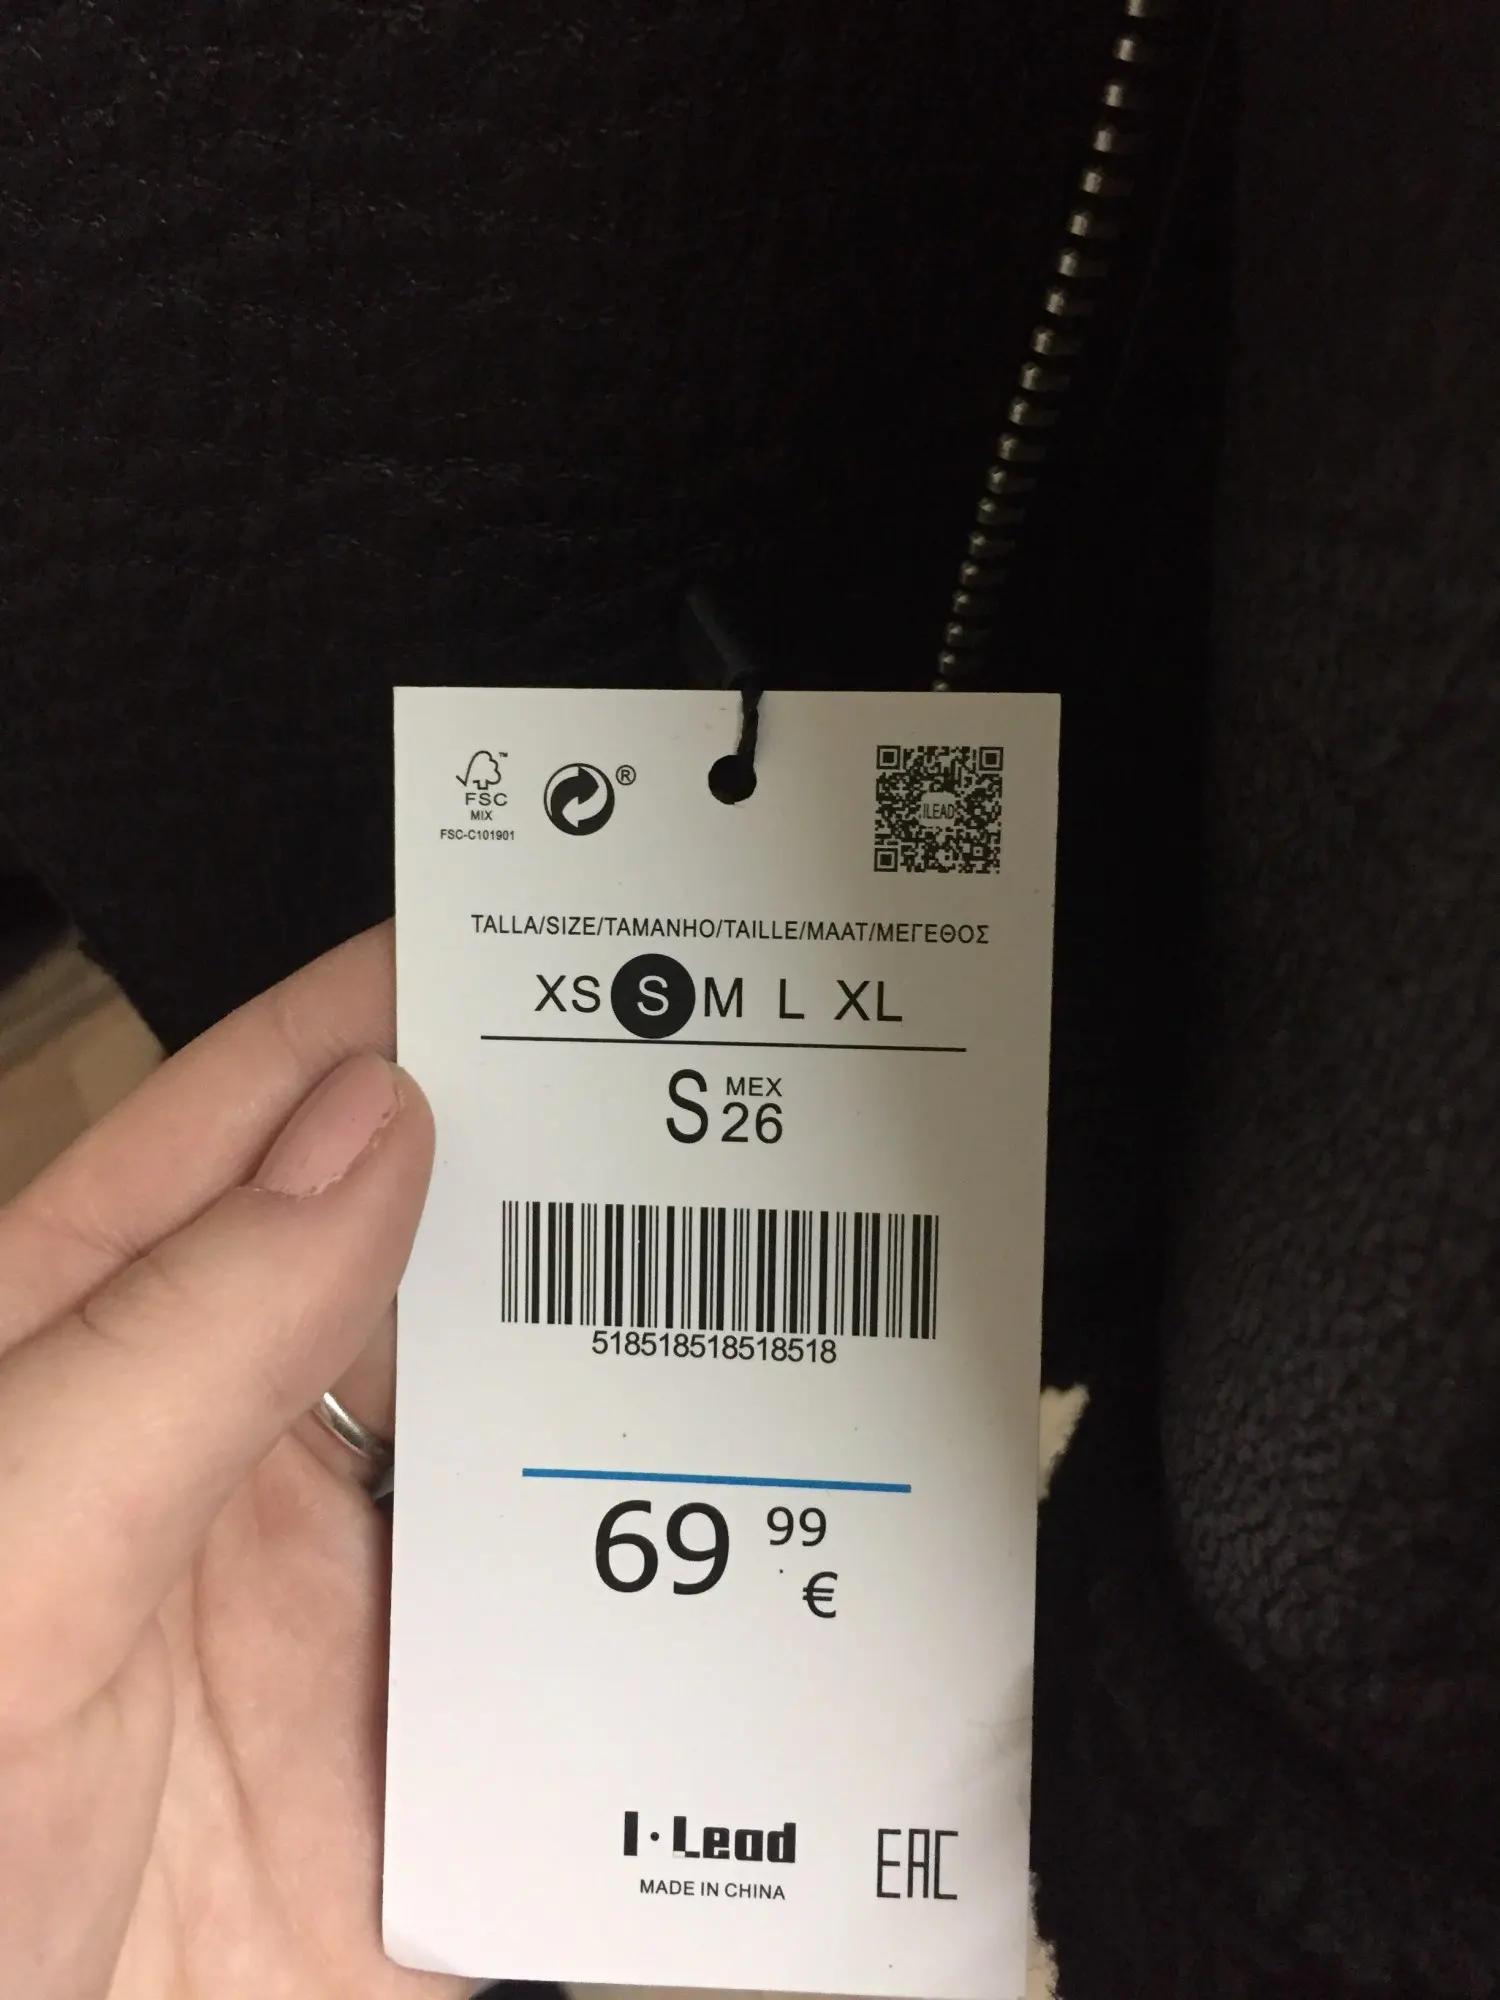 FSC™
MIX
FSC-C101901
®
ILEAD
TALLA/SIZE/TAMANHO/TAILLE/MAAT/ΜΕΓΕΘΟΣ
XS S M L XL
S MEX 26
518518518518518
69 99 €
I·Lead
MADE IN CHINA
EAC